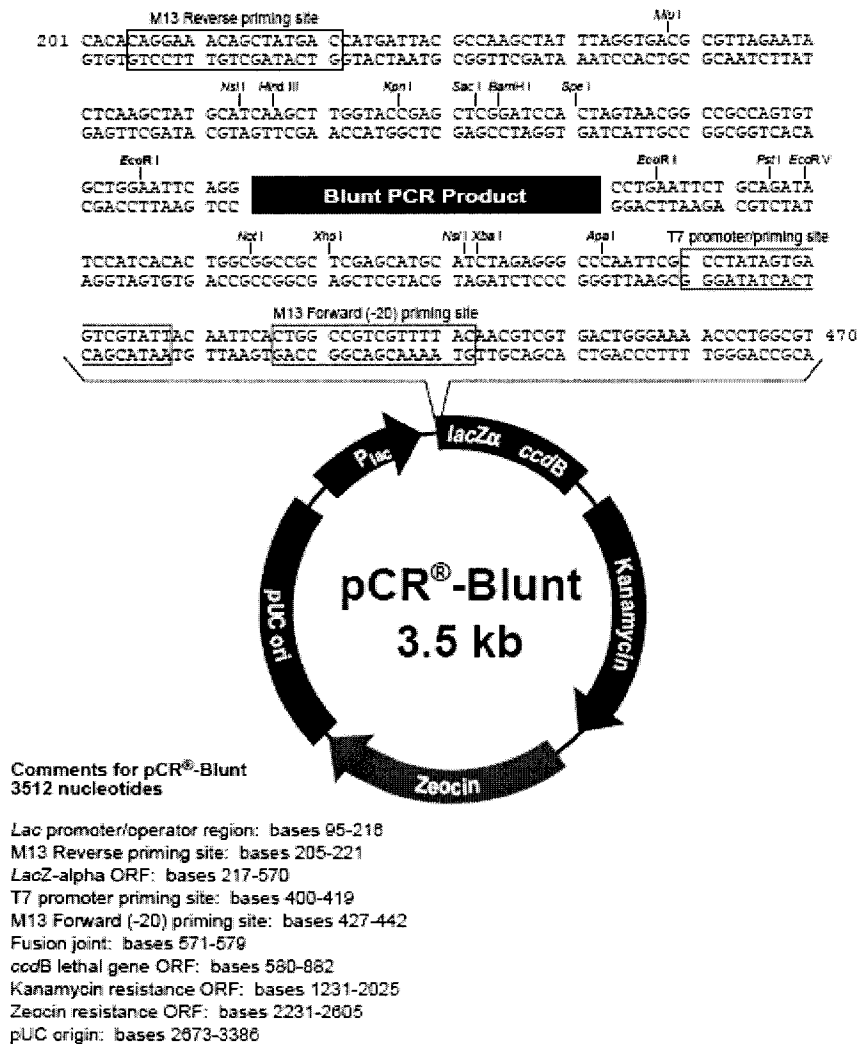 M13 Reverse priming site
Mlu I
201 CACACAGGAA ACAGCTATGAC CATGATTAC GCCAAGCTAT TTAGGTGACG CGTTAGAATA
GTGTGTCCTT TGTCGATACTG GTACTAATG CGGTTCGATA AATCCACTGC GCAATCTTAT
Nsi I Hind III Kpn I Sac I BamH I Spe I
CTCAAGCTAT GCATCAAGCT TGGTACCGAG CTCGGATCCA CTAGTAACGG CCGCCAGTGT
GAGTTCGATA CGTAGTTCGA ACCATGGCTC GAGCCTAGGT GATCATTGCC GGCGGTCACA
EcoR I EcoR I Pst I EcoR V
GCTGGAATTC AGG Blunt PCR Product CCTGAATTCT GCAGATA
CGACCTTAAG TCC GGACTTAAGA CGTCTAT
Not I Xho I Nsi I Xba I Apa I T7 promoter/priming site
TCCATCACAC TGGCGGCCGC TCGAGCATGC ATCTAGAGGG CCCAATTCGC CCTATAGTGA
AGGTAGTGTG ACCGCCGGCG AGCTCGTACG TAGATCTCCC GGGTTAAGCG GGATATCACT
M13 Forward (-20) priming site
GTCGTATTAC AATTCACTGG CCGTCGTTTT ACAACGTCGT GACTGGGAAA ACCCTGGCGT 470
CAGCATAATG TTAAGTGACC GGCAGCAAAA TGTTGCAGCA CTGACCCTTT TGGGACCGCA
Plac
lacZα ccdB
Kanamycin
pUC ori
pCR®-Blunt
3.5 kb
Zeocin
Comments for pCR®-Blunt
3512 nucleotides
Lac promoter/operator region: bases 95-216
M13 Reverse priming site: bases 205-221
LacZ-alpha ORF: bases 217-570
T7 promoter priming site: bases 400-419
M13 Forward (-20) priming site: bases 427-442
Fusion joint: bases 571-579
ccdB lethal gene ORF: bases 580-882
Kanamycin resistance ORF: bases 1231-2025
Zeocin resistance ORF: bases 2231-2605
pUC origin: bases 2673-3386